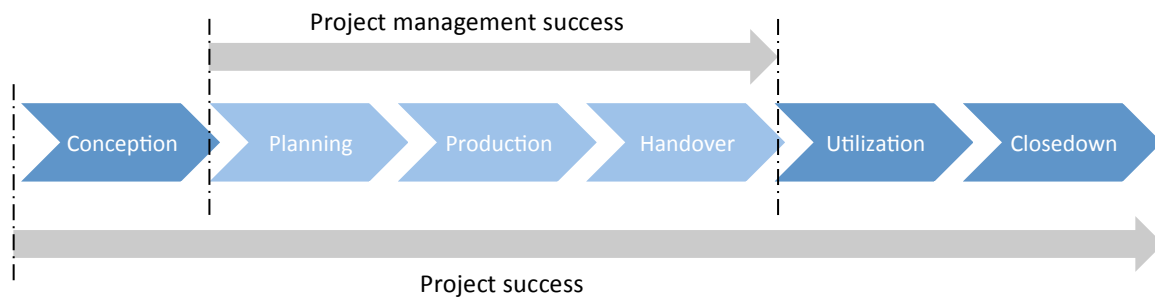 Project management success
Conception
Planning
Production
Handover
Utilization
Closedown
Project success